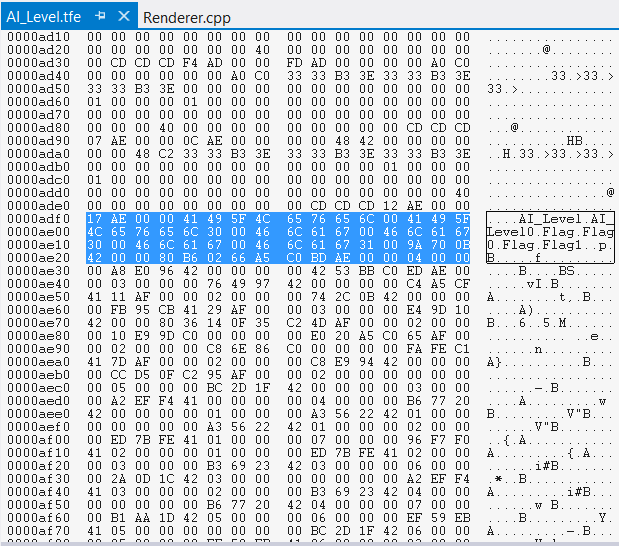 AI_Level.tfe Renderer.cpp
0000ad10 00 00 00 00 00 00 00 00 00 00 00 00 00 00 00 00 ................
0000ad20 00 00 00 00 00 00 00 40 00 00 00 00 00 00 00 00 .......@........
0000ad30 00 CD CD CD F4 AD 00 00 00 FD AD 00 00 00 A0 C0 ................
0000ad40 00 00 00 00 00 00 A0 C0 33 33 B3 3E 33 33 B3 3E ........33.>33.>
0000ad50 33 33 B3 3E 00 00 00 00 00 00 00 00 00 00 00 00 33.>............
0000ad60 01 00 00 00 01 00 00 00 00 00 00 00 00 00 00 00 ................
0000ad70 00 00 00 00 00 00 00 00 00 00 00 00 00 00 00 00 ................
0000ad80 00 00 00 40 00 00 00 00 00 00 00 00 00 CD CD CD ...@............
0000ad90 07 AE 00 00 0C AE 00 00 00 00 48 42 00 00 00 00 ..........HB....
0000ada0 00 00 48 C2 33 33 B3 3E 33 33 B3 3E 33 33 B3 3E ..H.33.>33.>33.>
0000adb0 00 00 00 00 00 00 00 00 00 00 00 00 01 00 00 00 ................
0000adc0 01 00 00 00 00 00 00 00 00 00 00 00 00 00 00 00 ................
0000add0 00 00 00 00 00 00 00 00 00 00 00 00 00 00 00 40 ...............@
0000ade0 00 00 00 00 00 00 00 00 00 CD CD CD 12 AE 00 00 ................
0000adf0 17 AE 00 00 41 49 5F 4C 65 76 65 6C 00 41 49 5F ....AI_Level.AI_
0000ae00 4C 65 76 65 6C 30 00 46 6C 61 67 00 46 6C 61 67 Level0.Flag.Flag
0000ae10 30 00 46 6C 61 67 00 46 6C 61 67 31 00 9A 70 0B 0.Flag.Flag1..p.
0000ae20 42 00 00 80 B6 02 66 A5 C0 BD AE 00 00 04 00 00 B.....f.........
0000ae30 00 A8 E0 96 42 00 00 00 00 42 53 BB C0 ED AE 00 ....B....BS.....
0000ae40 00 03 00 00 00 76 49 97 42 00 00 00 00 C4 A5 CF .....vI.B.......
0000ae50 41 11 AF 00 00 02 00 00 00 74 2C 0B 42 00 00 00 A........t,.B...
0000ae60 00 FB 95 CB 41 29 AF 00 00 03 00 00 00 E4 9D 10 ....A)..........
0000ae70 42 00 00 80 36 14 0F 35 C2 4D AF 00 00 02 00 00 B...6..5.M......
0000ae80 00 10 E9 9D C0 00 00 00 00 E0 20 A5 C0 65 AF 00 .......... ..e..
0000ae90 00 02 00 00 00 C8 6E 86 C0 00 00 00 00 FA FE C1 ......n.........
0000aea0 41 7D AF 00 00 02 00 00 00 C8 E9 94 42 00 00 00 A}..........B...
0000aeb0 00 CC D5 0F C2 95 AF 00 00 02 00 00 00 00 00 00 ................
0000aec0 00 05 00 00 00 BC 2D 1F 42 00 00 00 00 03 00 00 ......-.B.......
0000aed0 00 A2 EF F4 41 00 00 00 00 04 00 00 00 B6 77 20 ....A.........w 
0000aee0 42 00 00 00 00 01 00 00 00 A3 56 22 42 01 00 00 B.........V"B...
0000aef0 00 00 00 00 00 A3 56 22 42 01 00 00 00 02 00 00 ......V"B.......
0000af00 00 ED 7B FE 41 01 00 00 00 07 00 00 00 96 F7 F0 ..{.A...........
0000af10 41 02 00 00 00 01 00 00 00 ED 7B FE 41 02 00 00 A.........{.A...
0000af20 00 03 00 00 00 B3 69 23 42 03 00 00 00 06 00 00 ......i#B.......
0000af30 00 2A 0D 1C 42 03 00 00 00 00 00 00 00 A2 EF F4 .*..B...........
0000af40 41 03 00 00 00 02 00 00 00 B3 69 23 42 04 00 00 A.........i#B...
0000af50 00 00 00 00 00 B6 77 20 42 04 00 00 00 07 00 00 ......w B.......
0000af60 00 B1 AA 1D 42 05 00 00 00 06 00 00 00 EF 59 EB ....B.........Y.
0000af70 41 05 00 00 00 00 00 00 00 BC 2D 1F 42 06 00 00 A.........-.B...